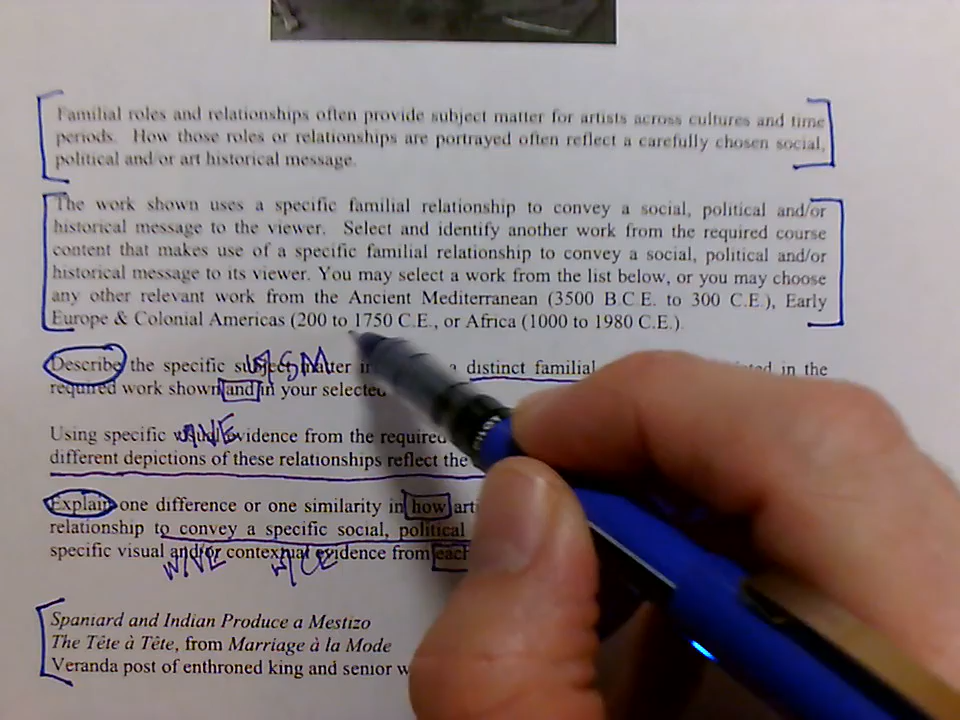 Familial roles and relationships often provide subject matter for artists across cultures and time
periods. How those roles or relationships are portrayed often reflect a carefully chosen social,
political and/or art historical message.
The work shown uses a specific familial relationship to convey a social, political and/or
historical message to the viewer. Select and identify another work from the required course
content that makes use of a specific familial relationship to convey a social, political and/or
historical message to its viewer. You may select a work from the list below, or you may choose
any other relevant work from the Ancient Mediterranean (3500 B.C.E. to 300 C.E.), Early
Europe & Colonial Americas (200 to 1750 C.E., or Africa (1000 to 1980 C.E.).
Describe the specific subject matter a distinct familial in the
required work shown and in your selected
Using specific visual evidence from the required
different depictions of these relationships reflect the
Explain one difference or one similarity in how
relationship to convey a specific social, political
specific visual and/or contextual evidence from each
w/VE w/CE
Spaniard and Indian Produce a Mestizo
The Tête à Tête, from Marriage à la Mode
Veranda post of enthroned king and senior